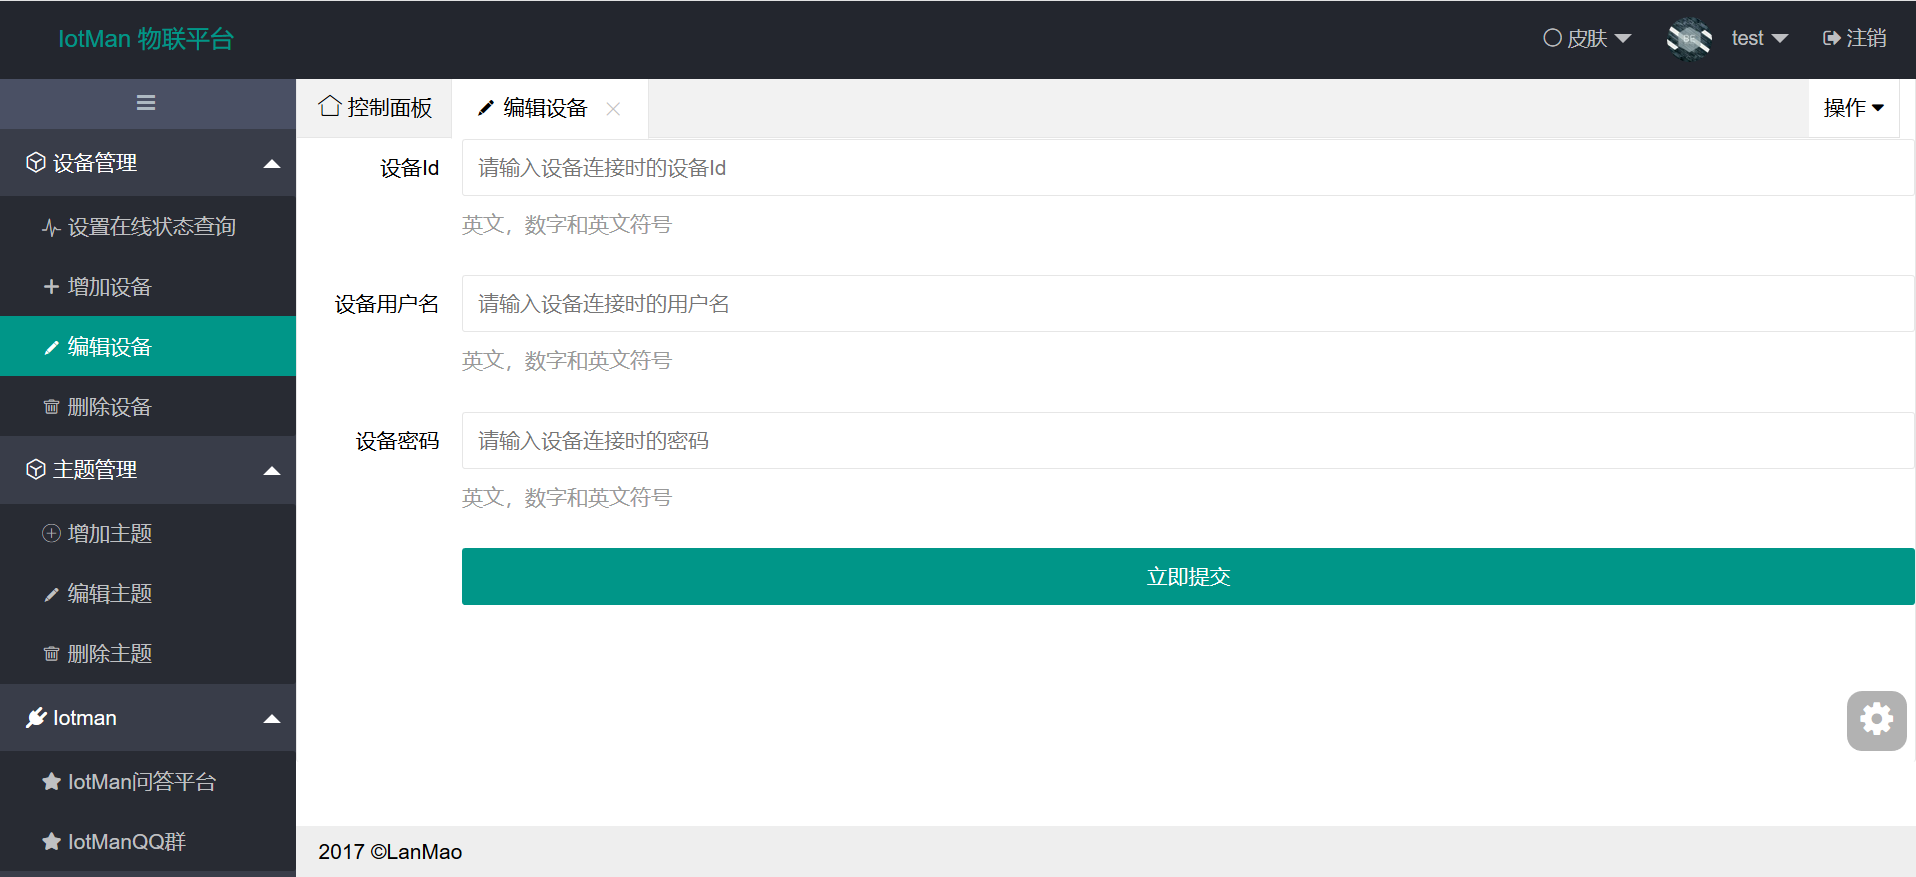 IotMan 物联平台
皮肤
test
注销
控制面板
编辑设备
操作
设备管理
设置在线状态查询
增加设备
编辑设备
删除设备
主题管理
增加主题
编辑主题
删除主题
Iotman
IotMan问答平台
IotManQQ群
设备Id
请输入设备连接时的设备Id
英文，数字和英文符号
设备用户名
请输入设备连接时的用户名
英文，数字和英文符号
设备密码
请输入设备连接时的密码
英文，数字和英文符号
立即提交
2017 ©LanMao